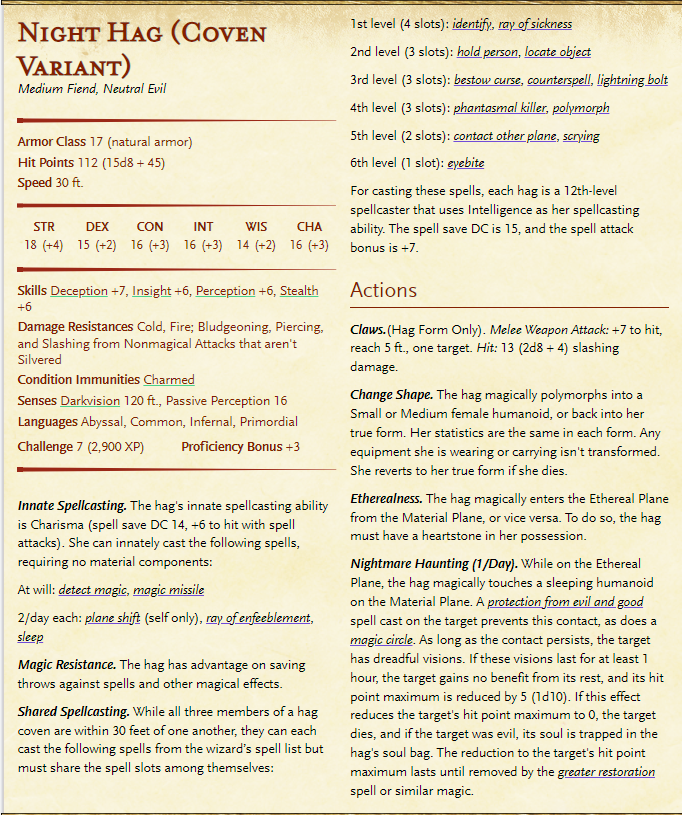 Night Hag (Coven
Variant)
Medium Fiend, Neutral Evil
Armor Class 17 (natural armor)
Hit Points 112 (15d8 + 45)
Speed 30 ft.
STR DEX CON INT WIS CHA
18 (+4) 15 (+2) 16 (+3) 16 (+3) 14 (+2) 16 (+3)
Skills Deception +7, Insight +6, Perception +6, Stealth
+6
Damage Resistances Cold, Fire; Bludgeoning, Piercing,
and Slashing from Nonmagical Attacks that aren't
Silvered
Condition Immunities Charmed
Senses Darkvision 120 ft., Passive Perception 16
Languages Abyssal, Common, Infernal, Primordial
Challenge 7 (2,900 XP) Proficiency Bonus +3
Innate Spellcasting. The hag's innate spellcasting ability
is Charisma (spell save DC 14, +6 to hit with spell
attacks). She can innately cast the following spells,
requiring no material components:
At will: detect magic, magic missile
2/day each: plane shift (self only), ray of enfeeblement,
sleep
Magic Resistance. The hag has advantage on saving
throws against spells and other magical effects.
Shared Spellcasting. While all three members of a hag
coven are within 30 feet of one another, they can each
cast the following spells from the wizard's spell list but
must share the spell slots among themselves:
1st level (4 slots): identify, ray of sickness
2nd level (3 slots): hold person, locate object
3rd level (3 slots): bestow curse, counterspell, lightning bolt
4th level (3 slots): phantasmal killer, polymorph
5th level (2 slots): contact other plane, scrying
6th level (1 slot): eyebite
For casting these spells, each hag is a 12th-level
spellcaster that uses Intelligence as her spellcasting
ability. The spell save DC is 15, and the spell attack
bonus is +7.
Actions
Claws.(Hag Form Only). Melee Weapon Attack: +7 to hit,
reach 5 ft., one target. Hit: 13 (2d8 + 4) slashing
damage.
Change Shape. The hag magically polymorphs into a
Small or Medium female humanoid, or back into her
true form. Her statistics are the same in each form. Any
equipment she is wearing or carrying isn't transformed.
She reverts to her true form if she dies.
Etherealness. The hag magically enters the Ethereal Plane
from the Material Plane, or vice versa. To do so, the hag
must have a heartstone in her possession.
Nightmare Haunting (1/Day). While on the Ethereal
Plane, the hag magically touches a sleeping humanoid
on the Material Plane. A protection from evil and good
spell cast on the target prevents this contact, as does a
magic circle. As long as the contact persists, the target
has dreadful visions. If these visions last for at least 1
hour, the target gains no benefit from its rest, and its hit
point maximum is reduced by 5 (1d10). If this effect
reduces the target's hit point maximum to 0, the target
dies, and if the target was evil, its soul is trapped in the
hag's soul bag. The reduction to the target's hit point
maximum lasts until removed by the greater restoration
spell or similar magic.